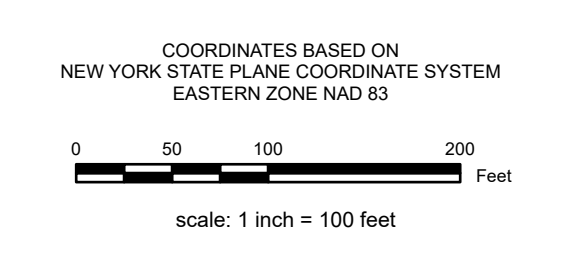 COORDINATES BASED ON
NEW YORK STATE PLANE COORDINATE SYSTEM
EASTERN ZONE NAD 83
0 50 100 200
Feet
scale: 1 inch = 100 feet